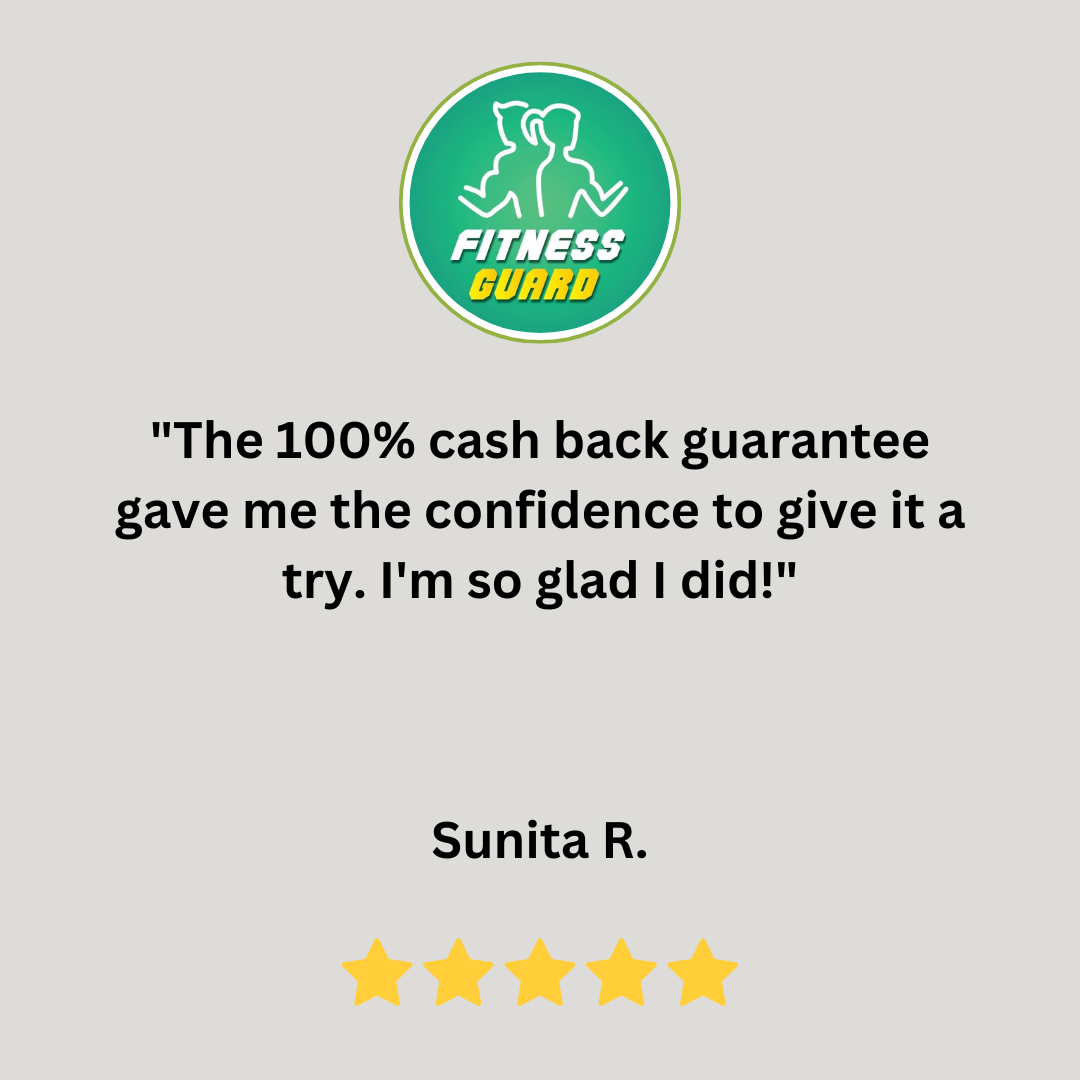 FITNESS
GUARD
"The 100% cash back guarantee
gave me the confidence to give it a
try. I'm so glad I did!"
Sunita R.